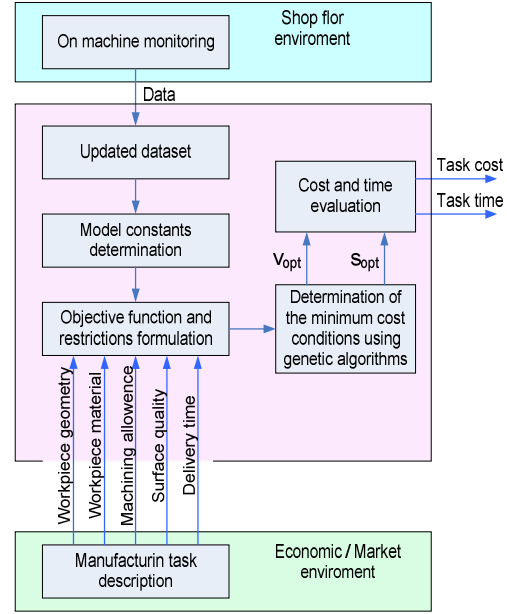 Shop flor
enviroment
On machine monitoring
Data
Updated dataset
Model constants
determination
Objective function and
restrictions formulation
Cost and time
evaluation
Task cost
Task time
Vopt
Sopt
Determination of
the minimum cost
conditions using
genetic algorithms
Workpiece geometry
Workpiece material
Machining allowence
Surface quality
Delivery time
Manufacturin task
description
Economic / Market
enviroment